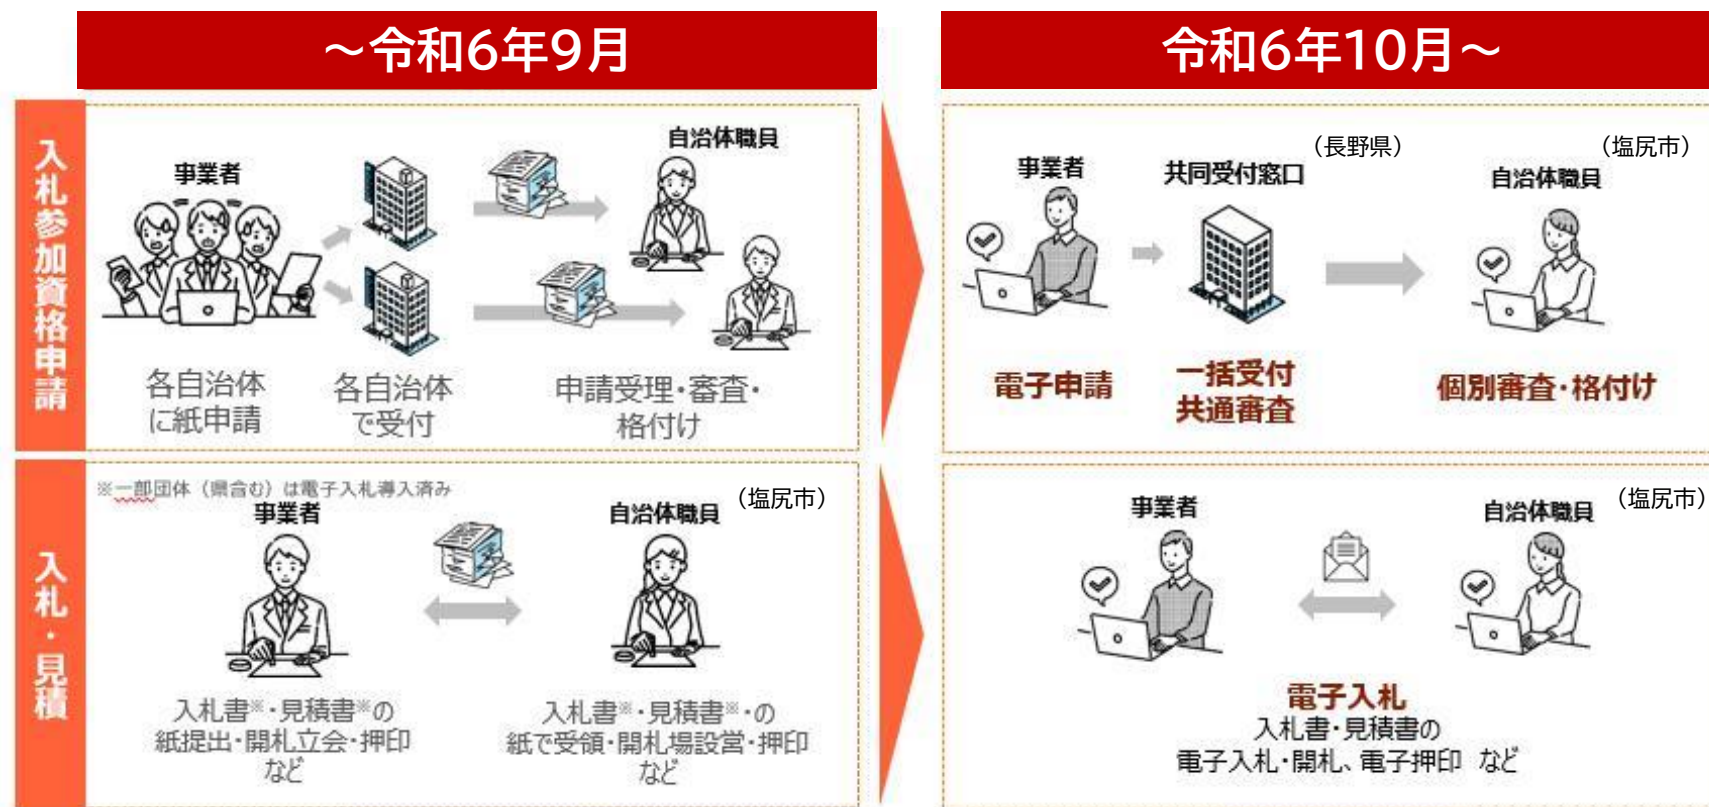 ～令和6年9月
令和6年10月～
入札参加資格申請
事業者
自治体職員
各自治体
に紙申請
各自治体
で受付
申請受理・審査・
格付け
事業者
共同受付窓口
（長野県）
自治体職員
（塩尻市）
電子申請
一括受付
共通審査
個別審査・格付け
入札・見積
※一部団体（県含む）は電子入札導入済み
事業者
自治体職員
（塩尻市）
入札書※・見積書※の
紙提出・開札立会・押印
など
入札書※・見積書※・の
紙で受領・開札場設営・押印
など
事業者
自治体職員
（塩尻市）
電子入札
入札書・見積書の
電子入札・開札、電子押印 など